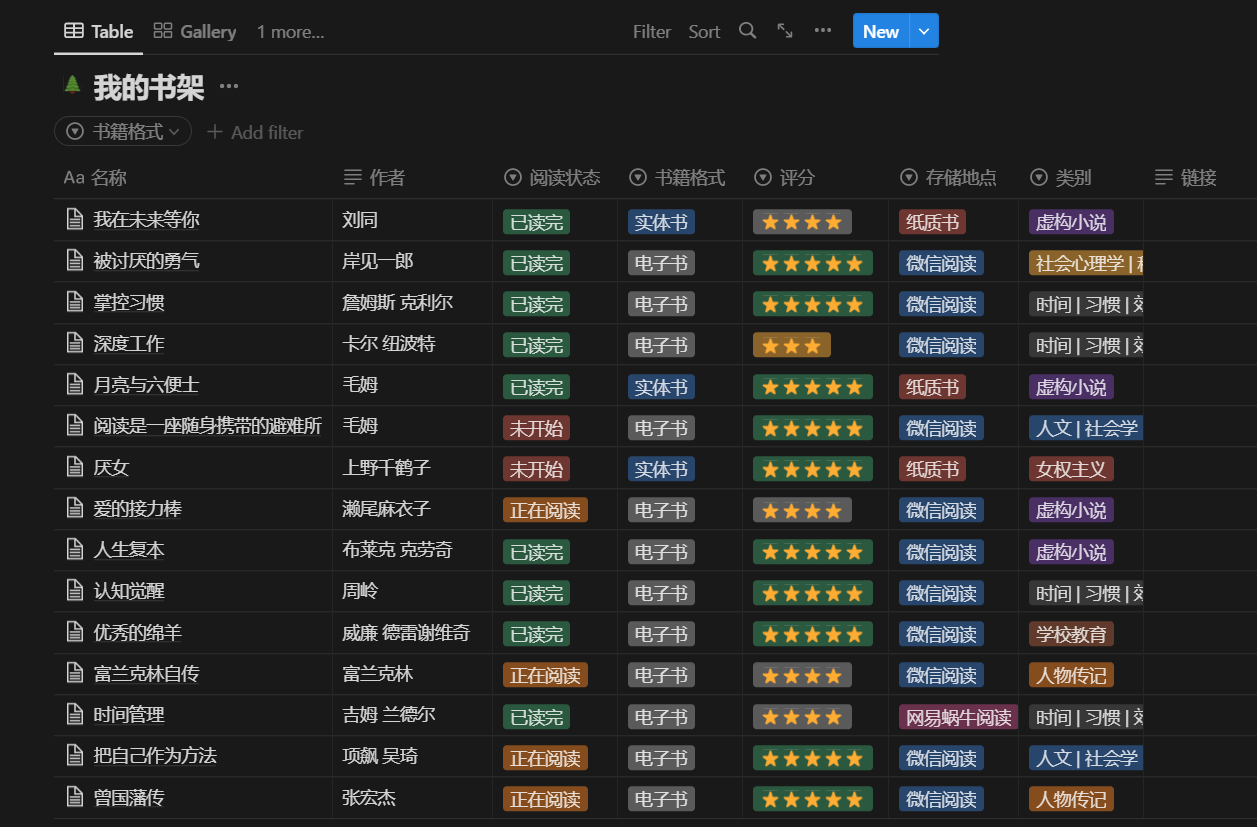 Table Gallery 1 more... Filter Sort New
我的书架
书籍格式 Add filter
Aa 名称 作者 阅读状态 书籍格式 评分 存储地点 类别 链接
我在未来等你 刘同 已读完 实体书 ⭐⭐⭐⭐ 纸质书 虚构小说
被讨厌的勇气 岸见一郎 已读完 电子书 ⭐⭐⭐⭐⭐ 微信阅读 社会心理学 |
掌控习惯 詹姆斯 克利尔 已读完 电子书 ⭐⭐⭐⭐⭐ 微信阅读 时间 | 习惯 |
深度工作 卡尔 纽波特 已读完 电子书 ⭐⭐⭐ 微信阅读 时间 | 习惯 |
月亮与六便士 毛姆 已读完 实体书 ⭐⭐⭐⭐⭐ 纸质书 虚构小说
阅读是一座随身携带的避难所 毛姆 未开始 电子书 ⭐⭐⭐⭐⭐ 微信阅读 人文 | 社会学
厌女 上野千鹤子 未开始 实体书 ⭐⭐⭐⭐⭐ 纸质书 女权主义
爱的接力棒 濑尾麻衣子 正在阅读 电子书 ⭐⭐⭐⭐ 微信阅读 虚构小说
人生复本 布莱克 克劳奇 已读完 电子书 ⭐⭐⭐⭐⭐ 微信阅读 虚构小说
认知觉醒 周岭 已读完 电子书 ⭐⭐⭐⭐⭐ 微信阅读 时间 | 习惯 |
优秀的绵羊 威廉 德雷谢维奇 已读完 电子书 ⭐⭐⭐⭐⭐ 微信阅读 学校教育
富兰克林自传 富兰克林 正在阅读 电子书 ⭐⭐⭐⭐ 微信阅读 人物传记
时间管理 吉姆 兰德尔 已读完 电子书 ⭐⭐⭐⭐ 网易蜗牛阅读 时间 | 习惯 |
把自己作为方法 项飙 吴琦 正在阅读 电子书 ⭐⭐⭐⭐⭐ 微信阅读 人文 | 社会学
曾国藩传 张宏杰 正在阅读 电子书 ⭐⭐⭐⭐⭐ 微信阅读 人物传记